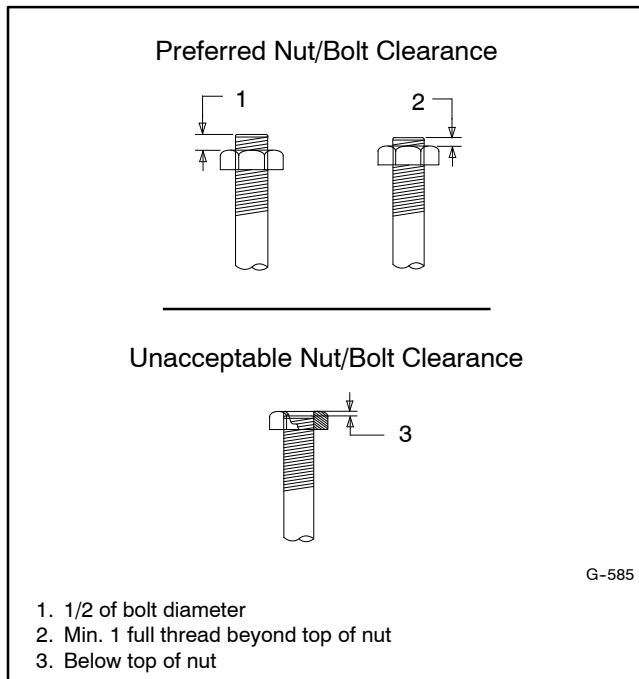 Preferred Nut/Bolt Clearance
1
2
Unacceptable Nut/Bolt Clearance
3
G-585
1. 1/2 of bolt diameter
2. Min. 1 full thread beyond top of nut
3. Below top of nut